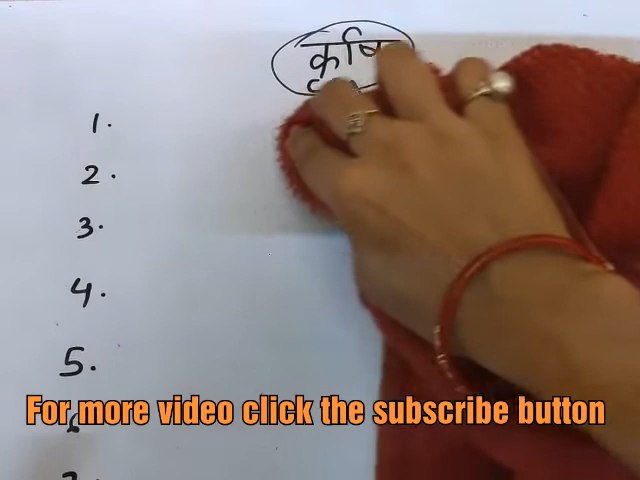 कृषि
1.
2.
3.
4.
5.
For more video click the subscribe button